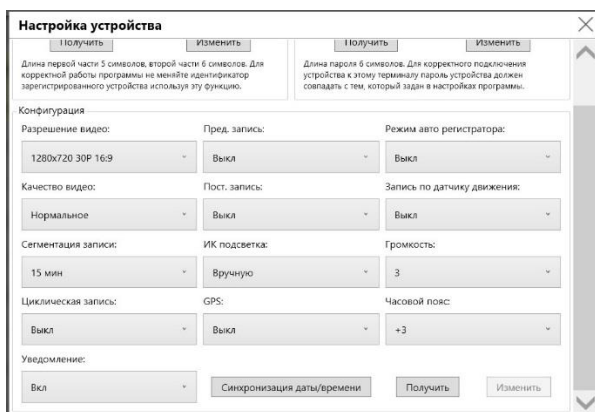 Настройка устройства
Получить Изменить Получить Изменить
Длина первой части 5 символов, второй части 6 символов. Для
корректной работы программы не меняйте идентификатор
зарегистрированного устройства используя эту функцию.
Длина пароля 6 символов. Для корректного подключения
устройства к этому терминалу пароль устройства должен
совпадать с тем, который задан в настройках программы.
Конфигурация
Разрешение видео: Пред. запись: Режим авто регистратора:
1280x720 30P 16:9 Выкл Выкл
Качество видео: Пост. запись: Запись по датчику движения:
Нормальное Выкл Выкл
Сегментация записи: ИК подсветка: Громкость:
15 мин Вручную 3
Циклическая запись: GPS: Часовой пояс:
Выкл Выкл +3
Уведомление:
Вкл Синхронизация даты/времени Получить Изменить